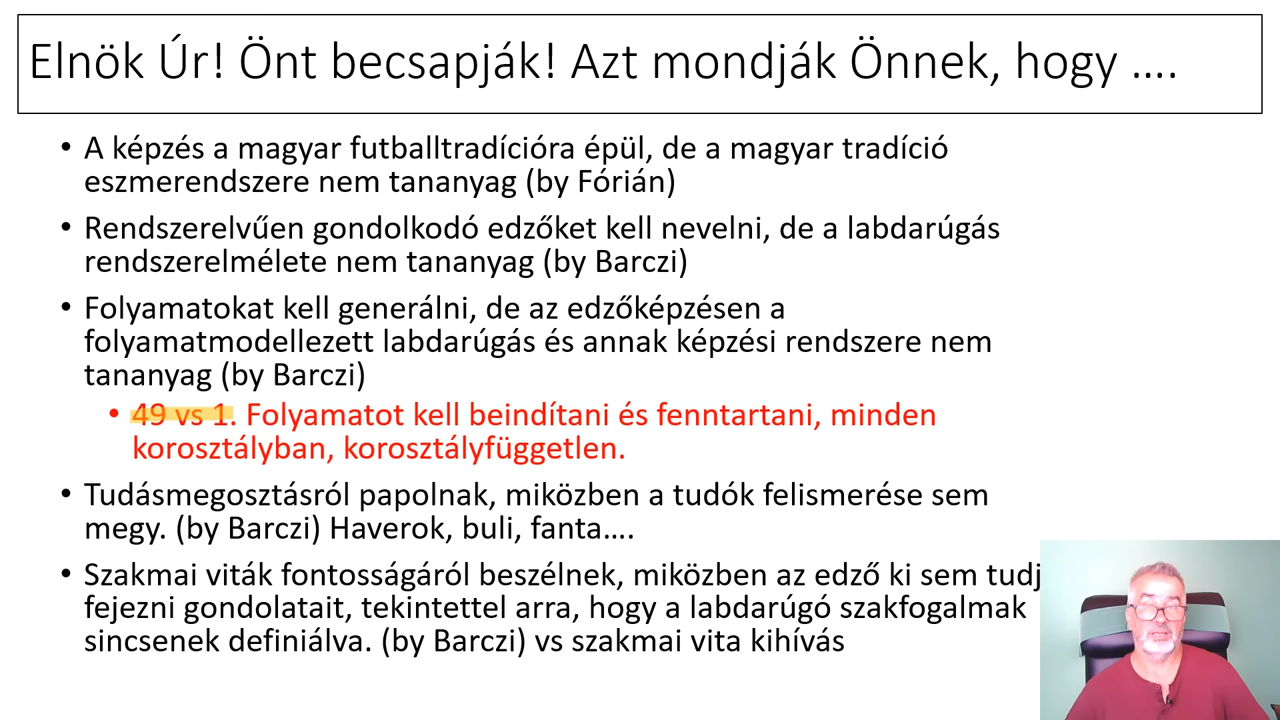 Elnök Úr! Önt becsapják! Azt mondják Önnek, hogy ….
• A képzés a magyar futballtradícióra épül, de a magyar tradíció
eszmerendszere nem tananyag (by Fórián)
• Rendszerelvűen gondolkodó edzőket kell nevelni, de a labdarúgás
rendszerelmélete nem tananyag (by Barczi)
• Folyamatokat kell generálni, de az edzőképzésen a
folyamatmodellezett labdarúgás és annak képzési rendszere nem
tananyag (by Barczi)
• 49 vs 1. Folyamatot kell beindítani és fenntartani, minden
korosztályban, korosztályfüggetlen.
• Tudásmegosztásról papolnak, miközben a tudók felismerése sem
megy. (by Barczi) Haverok, buli, fanta….
• Szakmai viták fontosságáról beszélnek, miközben az edző ki sem tudj
fejezni gondolatait, tekintettel arra, hogy a labdarúgó szakfogalmak
sincsenek definiálva. (by Barczi) vs szakmai vita kihívás